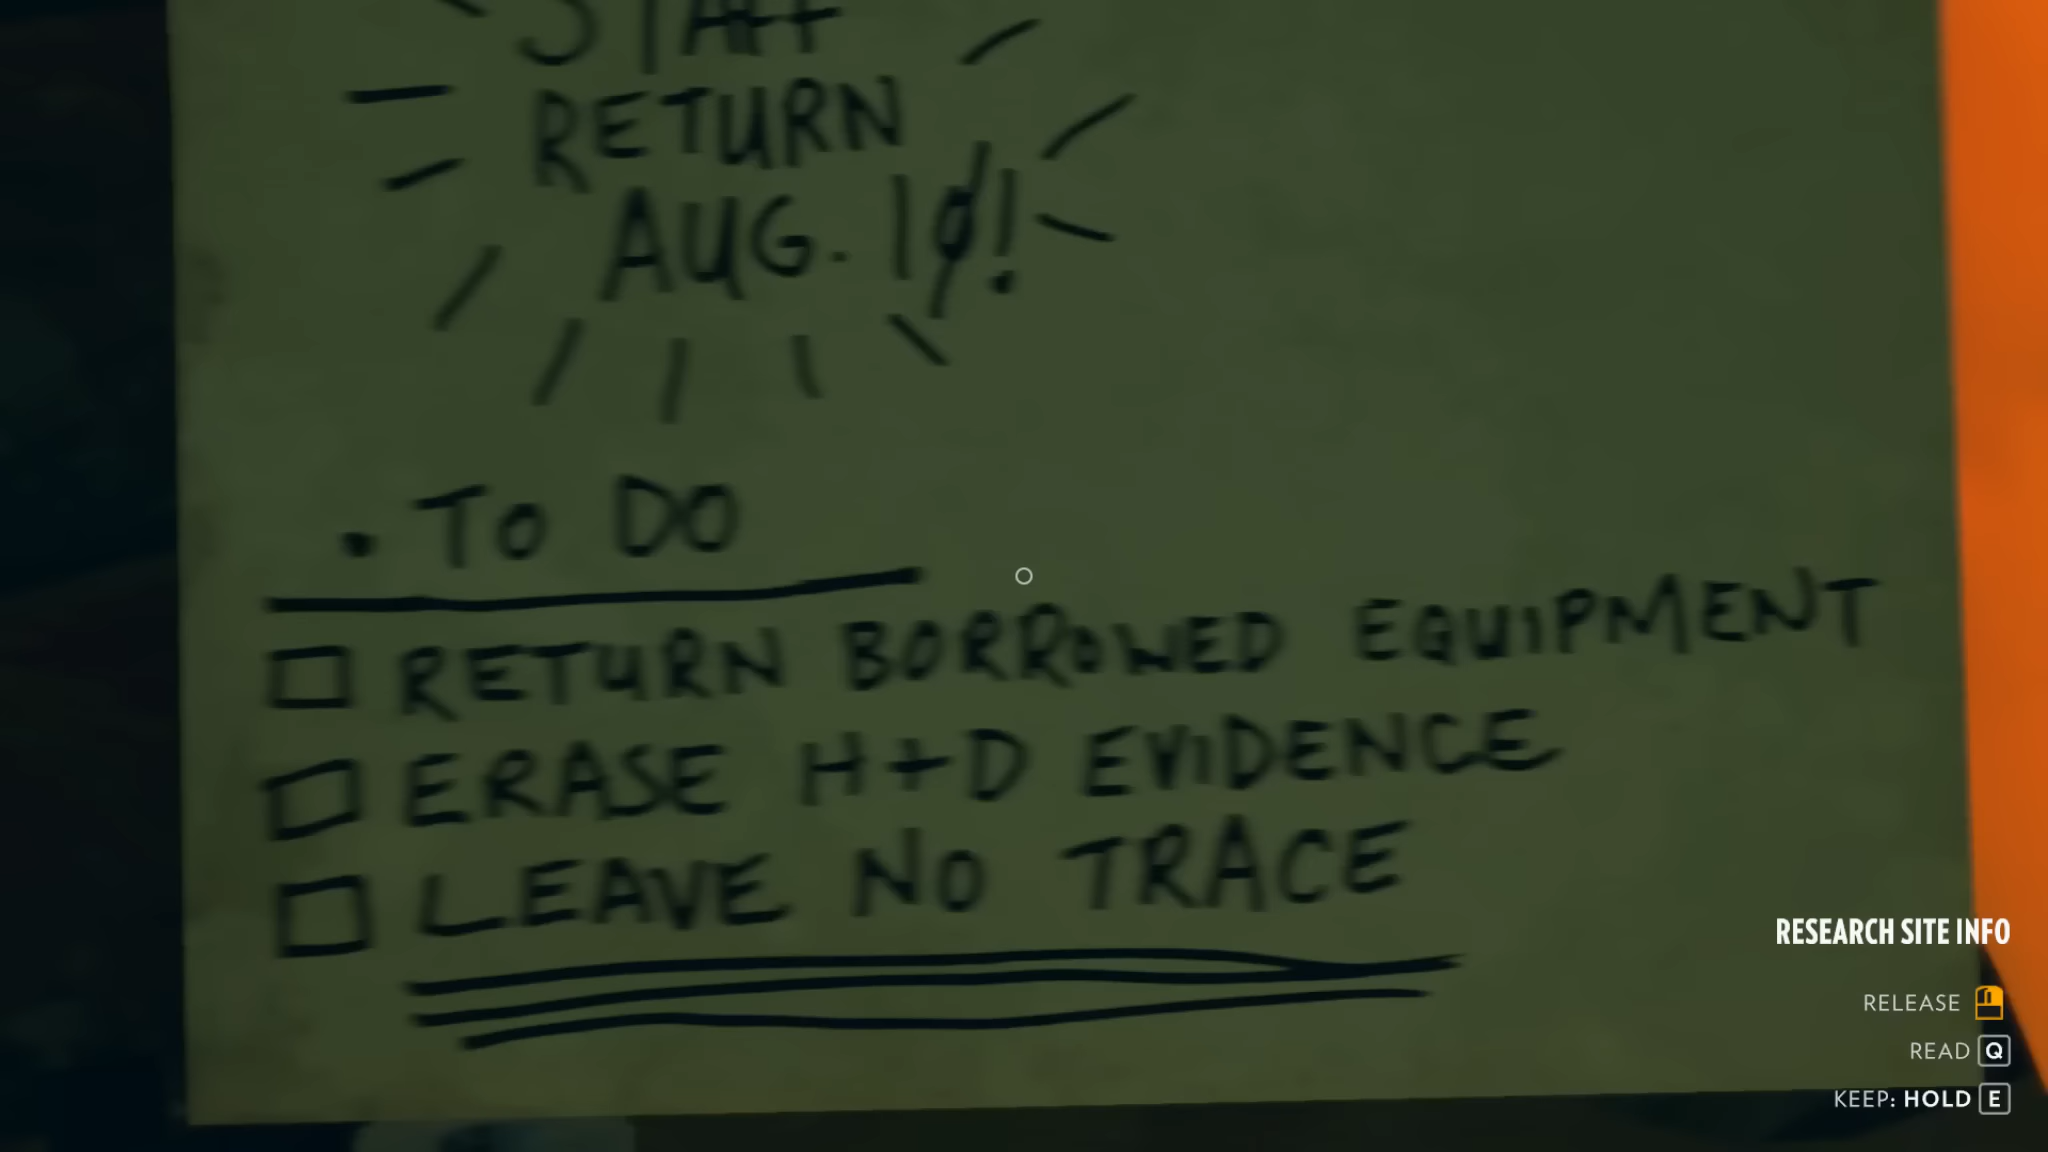 STAFF
RETURN
AUG. 10!
• TO DO
RETURN BORROWED EQUIPMENT
ERASE H+D EVIDENCE
LEAVE NO TRACE
RESEARCH SITE INFO
RELEASE
READ Q
KEEP: HOLD E